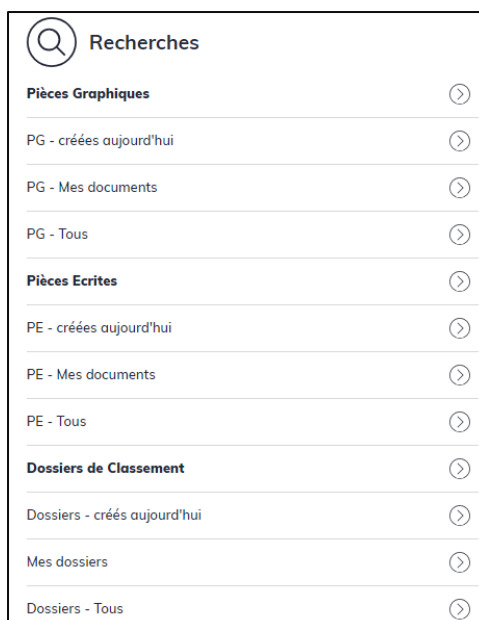 Recherches
Pièces Graphiques
PG - créées aujourd'hui
PG - Mes documents
PG - Tous
Pièces Ecrites
PE - créées aujourd'hui
PE - Mes documents
PE - Tous
Dossiers de Classement
Dossiers - créés aujourd'hui
Mes dossiers
Dossiers - Tous